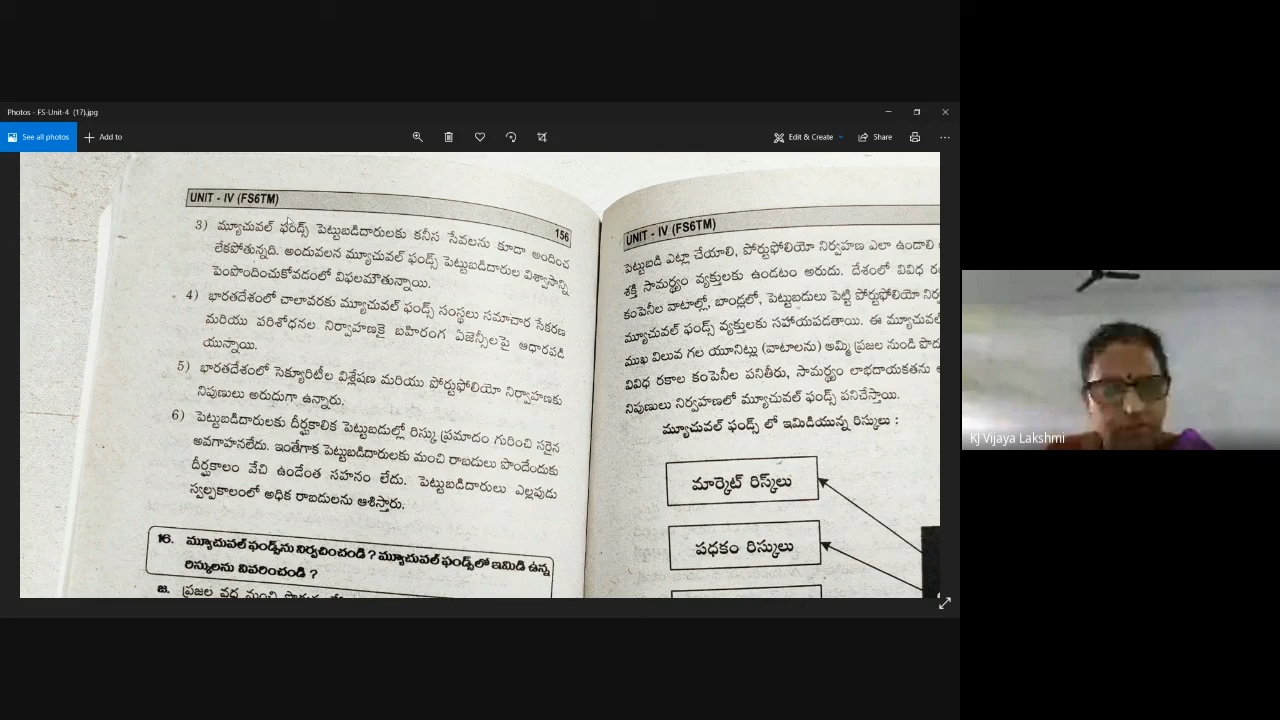 Photos - FS-Unit-4 (17).jpg
See all photos
Add to
Edit & Create
Share
UNIT - IV (FS6TM)
156
3) మ్యూచువల్ ఫండ్స్ పెట్టుబడిదారులకు కనీస సేవలను కూడా అందించ
లేకపోతున్నది. అందువలన మ్యూచువల్ ఫండ్స్ పెట్టుబడిదారుల విశ్వాసాన్ని
పెంపొందించుకోవడంలో విఫలమౌతున్నాయి.
4) భారతదేశంలో చాలావరకు మ్యూచువల్ ఫండ్స్ సంస్థలు సమాచార సేకరణ
మరియు పరిశోధనల నిర్వాహణకై బహిరంగ ఏజెన్సీలపై ఆధారపడి
యున్నాయి.
5) భారతదేశంలో సెక్యూరిటీల విశ్లేషణ మరియు పోర్టుఫోలియో నిర్వాహణకు
నిపుణులు అరుదుగా ఉన్నారు.
6) పెట్టుబడిదారులకు దీర్ఘకాలిక పెట్టుబడుల్లో రిస్కు ప్రమాదం గురించి సరైన
అవగాహనలేదు. ఇంతేగాక పెట్టుబడిదారులకు మంచి రాబడులు పొందేందుకు
దీర్ఘకాలం వేచి ఉండేంత సహనం లేదు. పెట్టుబడిదారులు ఎల్లవుడు
స్వల్పకాలంలో అధిక రాబడులను ఆశిస్తారు.
16. మ్యూచువల్ ఫండ్స్‌ను నిర్వచించండి ? మ్యూచువల్ ఫండ్స్‌లో ఇమిడి ఉన్న
రిస్కులను వివరించండి ?
జ. ప్రజల వద్ద నుంచి
UNIT - IV (FS6TM)
పెట్టుబడి ఎట్లా చేయాలి, పోర్టుఫోలియో నిర్వహణ ఎలా ఉండాలి
శక్తి సామర్థ్యం వ్యక్తులకు ఉండటం అరుదు. దేశంలో వివిధ
కంపెనీల వాటాల్లో, బాండ్లలో, పెట్టుబడులు పెట్టి పోర్టుఫోలియో
మ్యూచువల్ ఫండ్స్ వ్యక్తులకు సహాయపడతాయి. ఈ
ముఖ విలువ గల యూనిట్లు (వాటాలను) అమ్మి ప్రజల నుండి
వివిధ రకాల కంపెనీల పనితీరు, సామర్థ్యం లాభదాయకతను
నిపుణులు నిర్వహణలో మ్యూచువల్ ఫండ్స్ పనిచేస్తాయి.
మ్యూచువల్ ఫండ్స్ లో ఇమిడియున్న రిస్కులు :
మార్కెట్ రిస్క్‌లు
పధకం రిస్కులు
KJ Vijaya Lakshmi